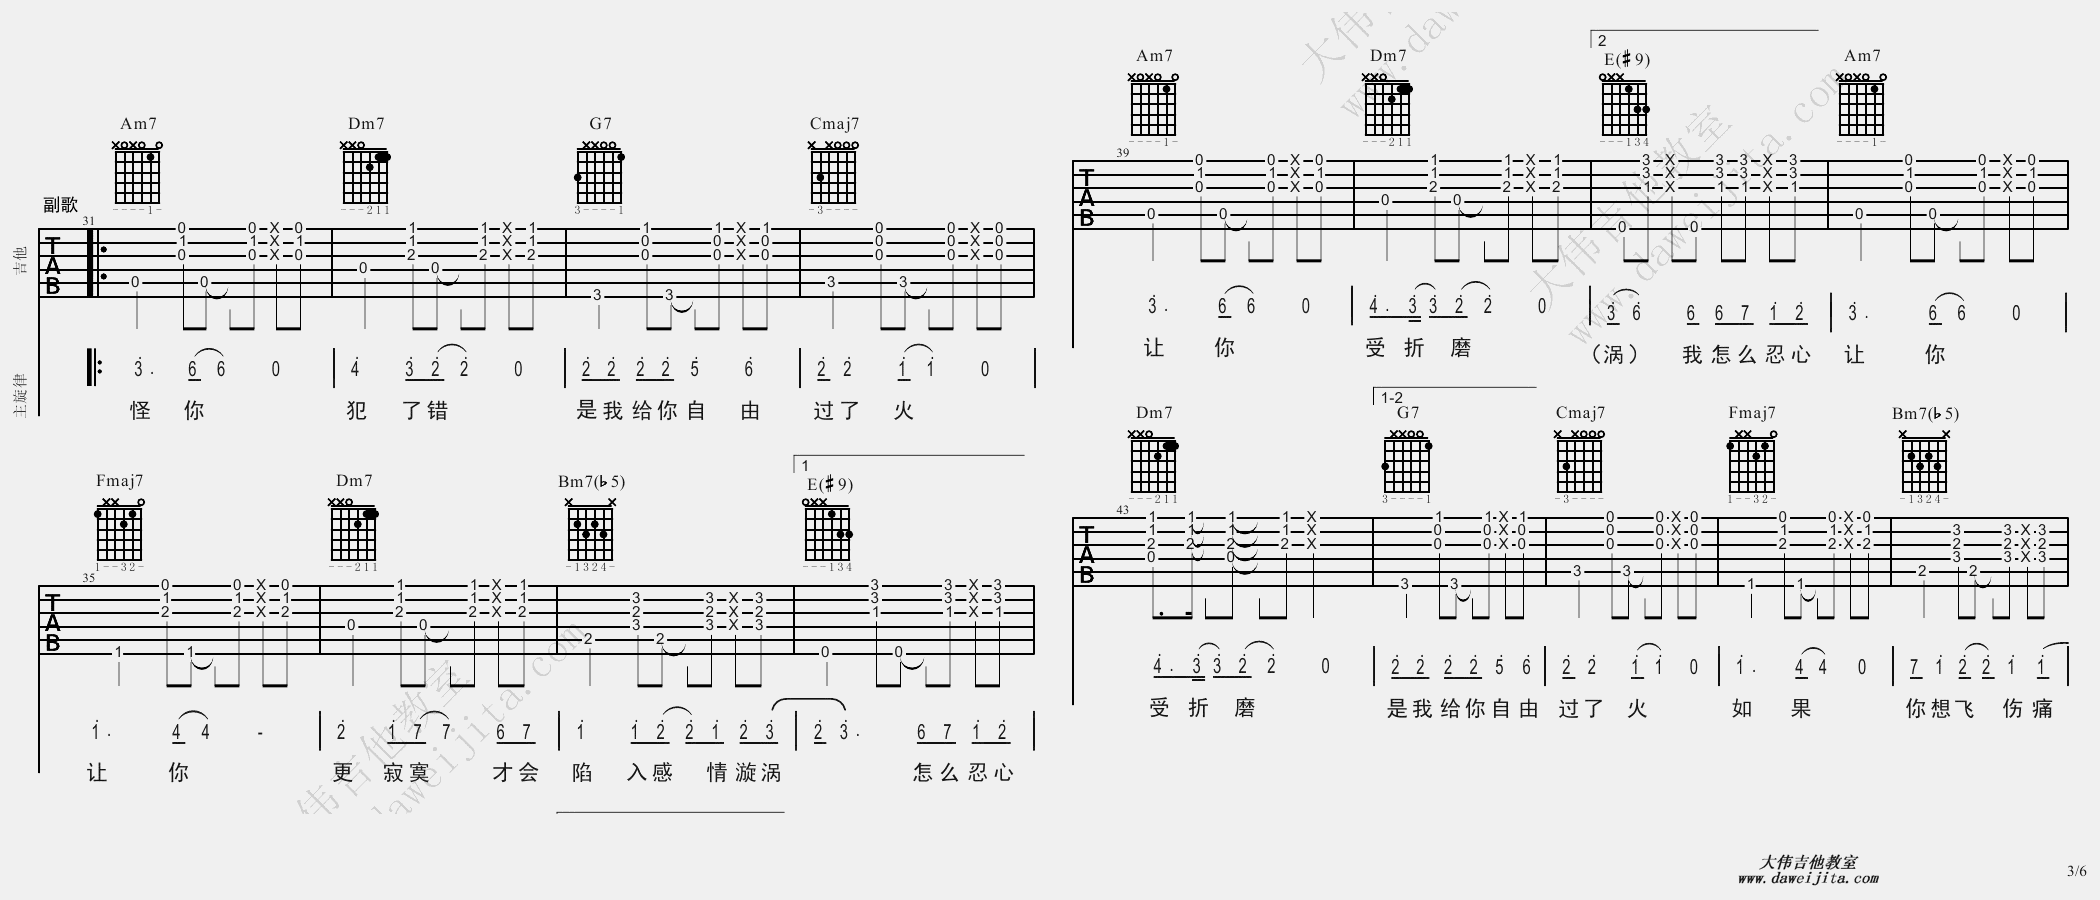 Am7 Dm7 G7 Cmaj7
副歌
31
吉他
主旋律
3. 6 6 0 4 3 2 2 0 2 2 2 2 5 6 2 2 1 1 0
怪 你 犯 了 错 是 我 给 你 自 由 过 了 火
Fmaj7 Dm7 Bm7(♭5) 1 E(♯9)
35
1. 4 4 - 2 1 7 7 6 7 1 1 2 2 1 2 3 2 3. 6 7 1 2
让 你 更 寂 寞 才 会 陷 入 感 情 漩 涡 怎 么 忍 心
Am7 Dm7 2 E(♯9) Am7
39
3. 6 6 0 4. 3 3 2 2 0 3 6 6 6 7 1 2 3. 6 6 0
让 你 受 折 磨 （涡） 我 怎 么 忍 心 让 你
Dm7 1-2 G7 Cmaj7 Fmaj7 Bm7(♭5)
43
4. 3 3 2 2 0 2 2 2 2 5 6 2 2 1 1 0 1. 4 4 0 7 1 2 2 1 1
受 折 磨 是 我 给 你 自 由 过 了 火 如 果 你 想 飞 伤 痛
大伟吉他教室
www.daweijita.com
3/6